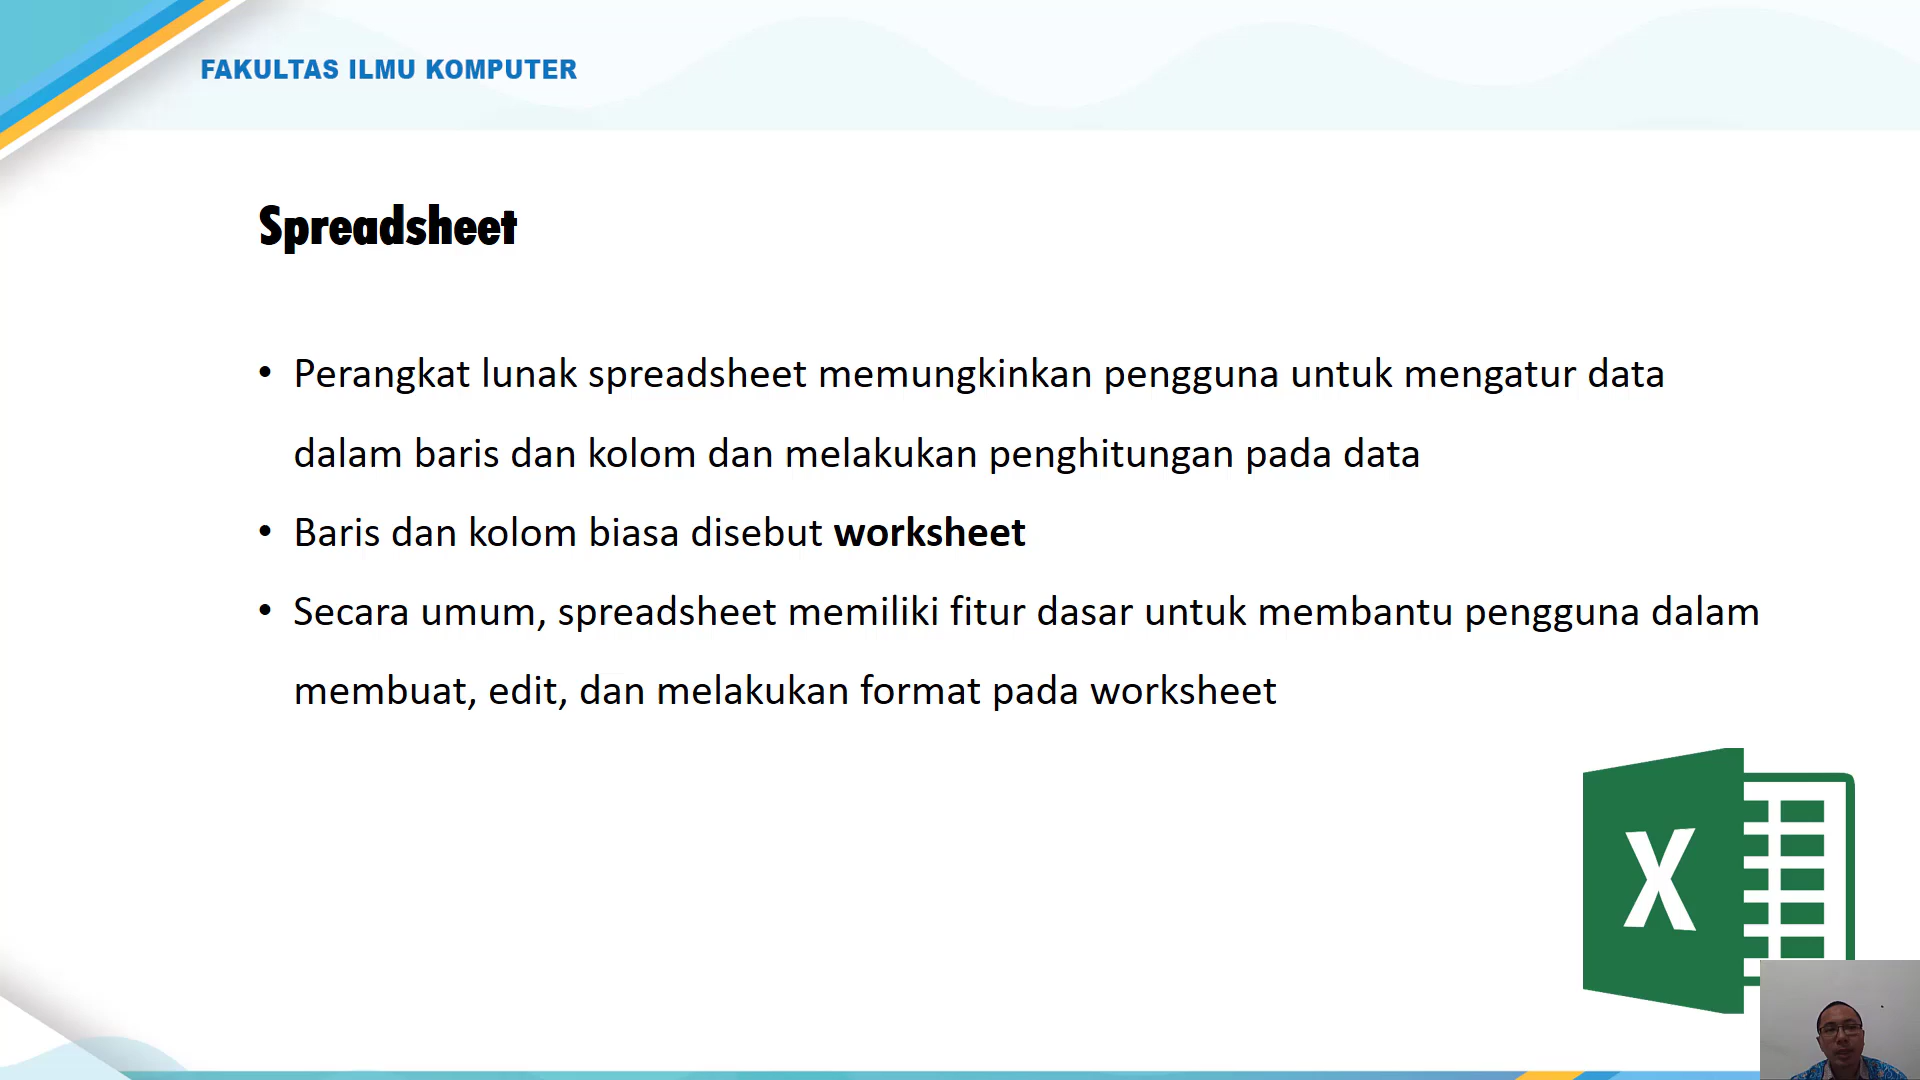 FAKULTAS ILMU KOMPUTER
Spreadsheet
• Perangkat lunak spreadsheet memungkinkan pengguna untuk mengatur data
dalam baris dan kolom dan melakukan penghitungan pada data
• Baris dan kolom biasa disebut worksheet
• Secara umum, spreadsheet memiliki fitur dasar untuk membantu pengguna dalam
membuat, edit, dan melakukan format pada worksheet
X